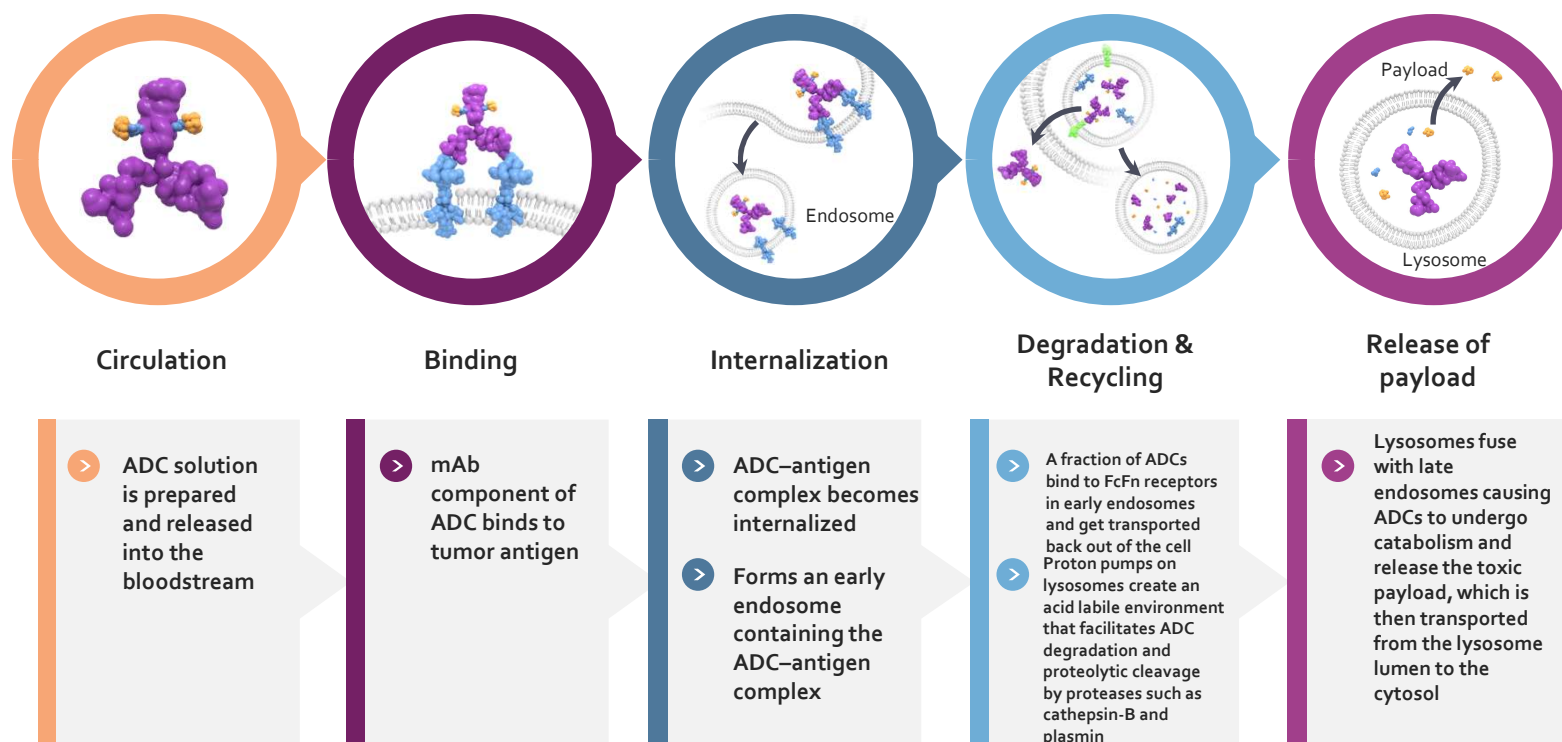 Endosome
Payload
Lysosome
Circulation
Binding
Internalization
Degradation &
Recycling
Release of
payload
ADC solution
is prepared
and released
into the
bloodstream
mAb
component of
ADC binds to
tumor antigen
ADC–antigen
complex becomes
internalized
Forms an early
endosome
containing the
ADC–antigen
complex
A fraction of ADCs
bind to FcFn receptors
in early endosomes
and get transported
back out of the cell
Proton pumps on
lysosomes create an
acid labile environment
that facilitates ADC
degradation and
proteolytic cleavage
by proteases such as
cathepsin-B and
plasmin
Lysosomes fuse
with late
endosomes causing
ADCs to undergo
catabolism and
release the toxic
payload, which is
then transported
from the lysosome
lumen to the
cytosol